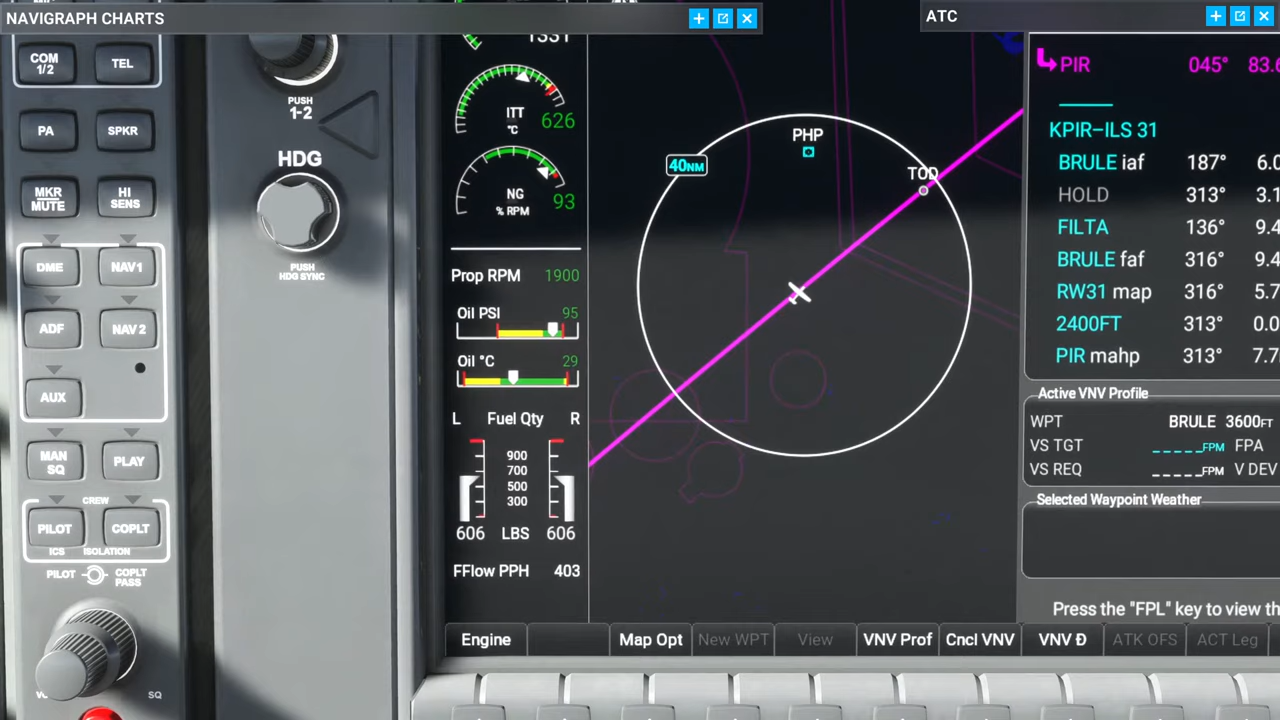 NAVIGRAPH CHARTS
ATC
COM
1/2
TEL
PA
SPKR
MKR
MUTE
HI
SENS
DME
NAV1
ADF
NAV 2
AUX
MAN
SQ
PLAY
CREW
PILOT
COPLT
ICS
ISOLATION
PILOT
COPLT
PASS
SQ
PUSH
1-2
HDG
PUSH
HDG SYNC
ITT
°C
626
NG
% RPM
93
Prop RPM 1900
Oil PSI 95
Oil °C 29
L Fuel Qty R
900
700
500
300
606 LBS 606
FFlow PPH 403
40NM
PHP
TOD
PIR 045°
KPIR–ILS 31
BRULE iaf 187°
HOLD 313°
FILTA 136°
BRULE faf 316°
RW31 map 316°
2400FT 313°
PIR mahp 313°
Active VNV Profile
WPT BRULE 3600FT
VS TGT _____FPM FPA
VS REQ _____FPM V DEV
Selected Waypoint Weather
Press the "FPL" key to view th
Engine
Map Opt
New WPT
View
VNV Prof
Cncl VNV
VNV Đ
ATK OFS
ACT Leg